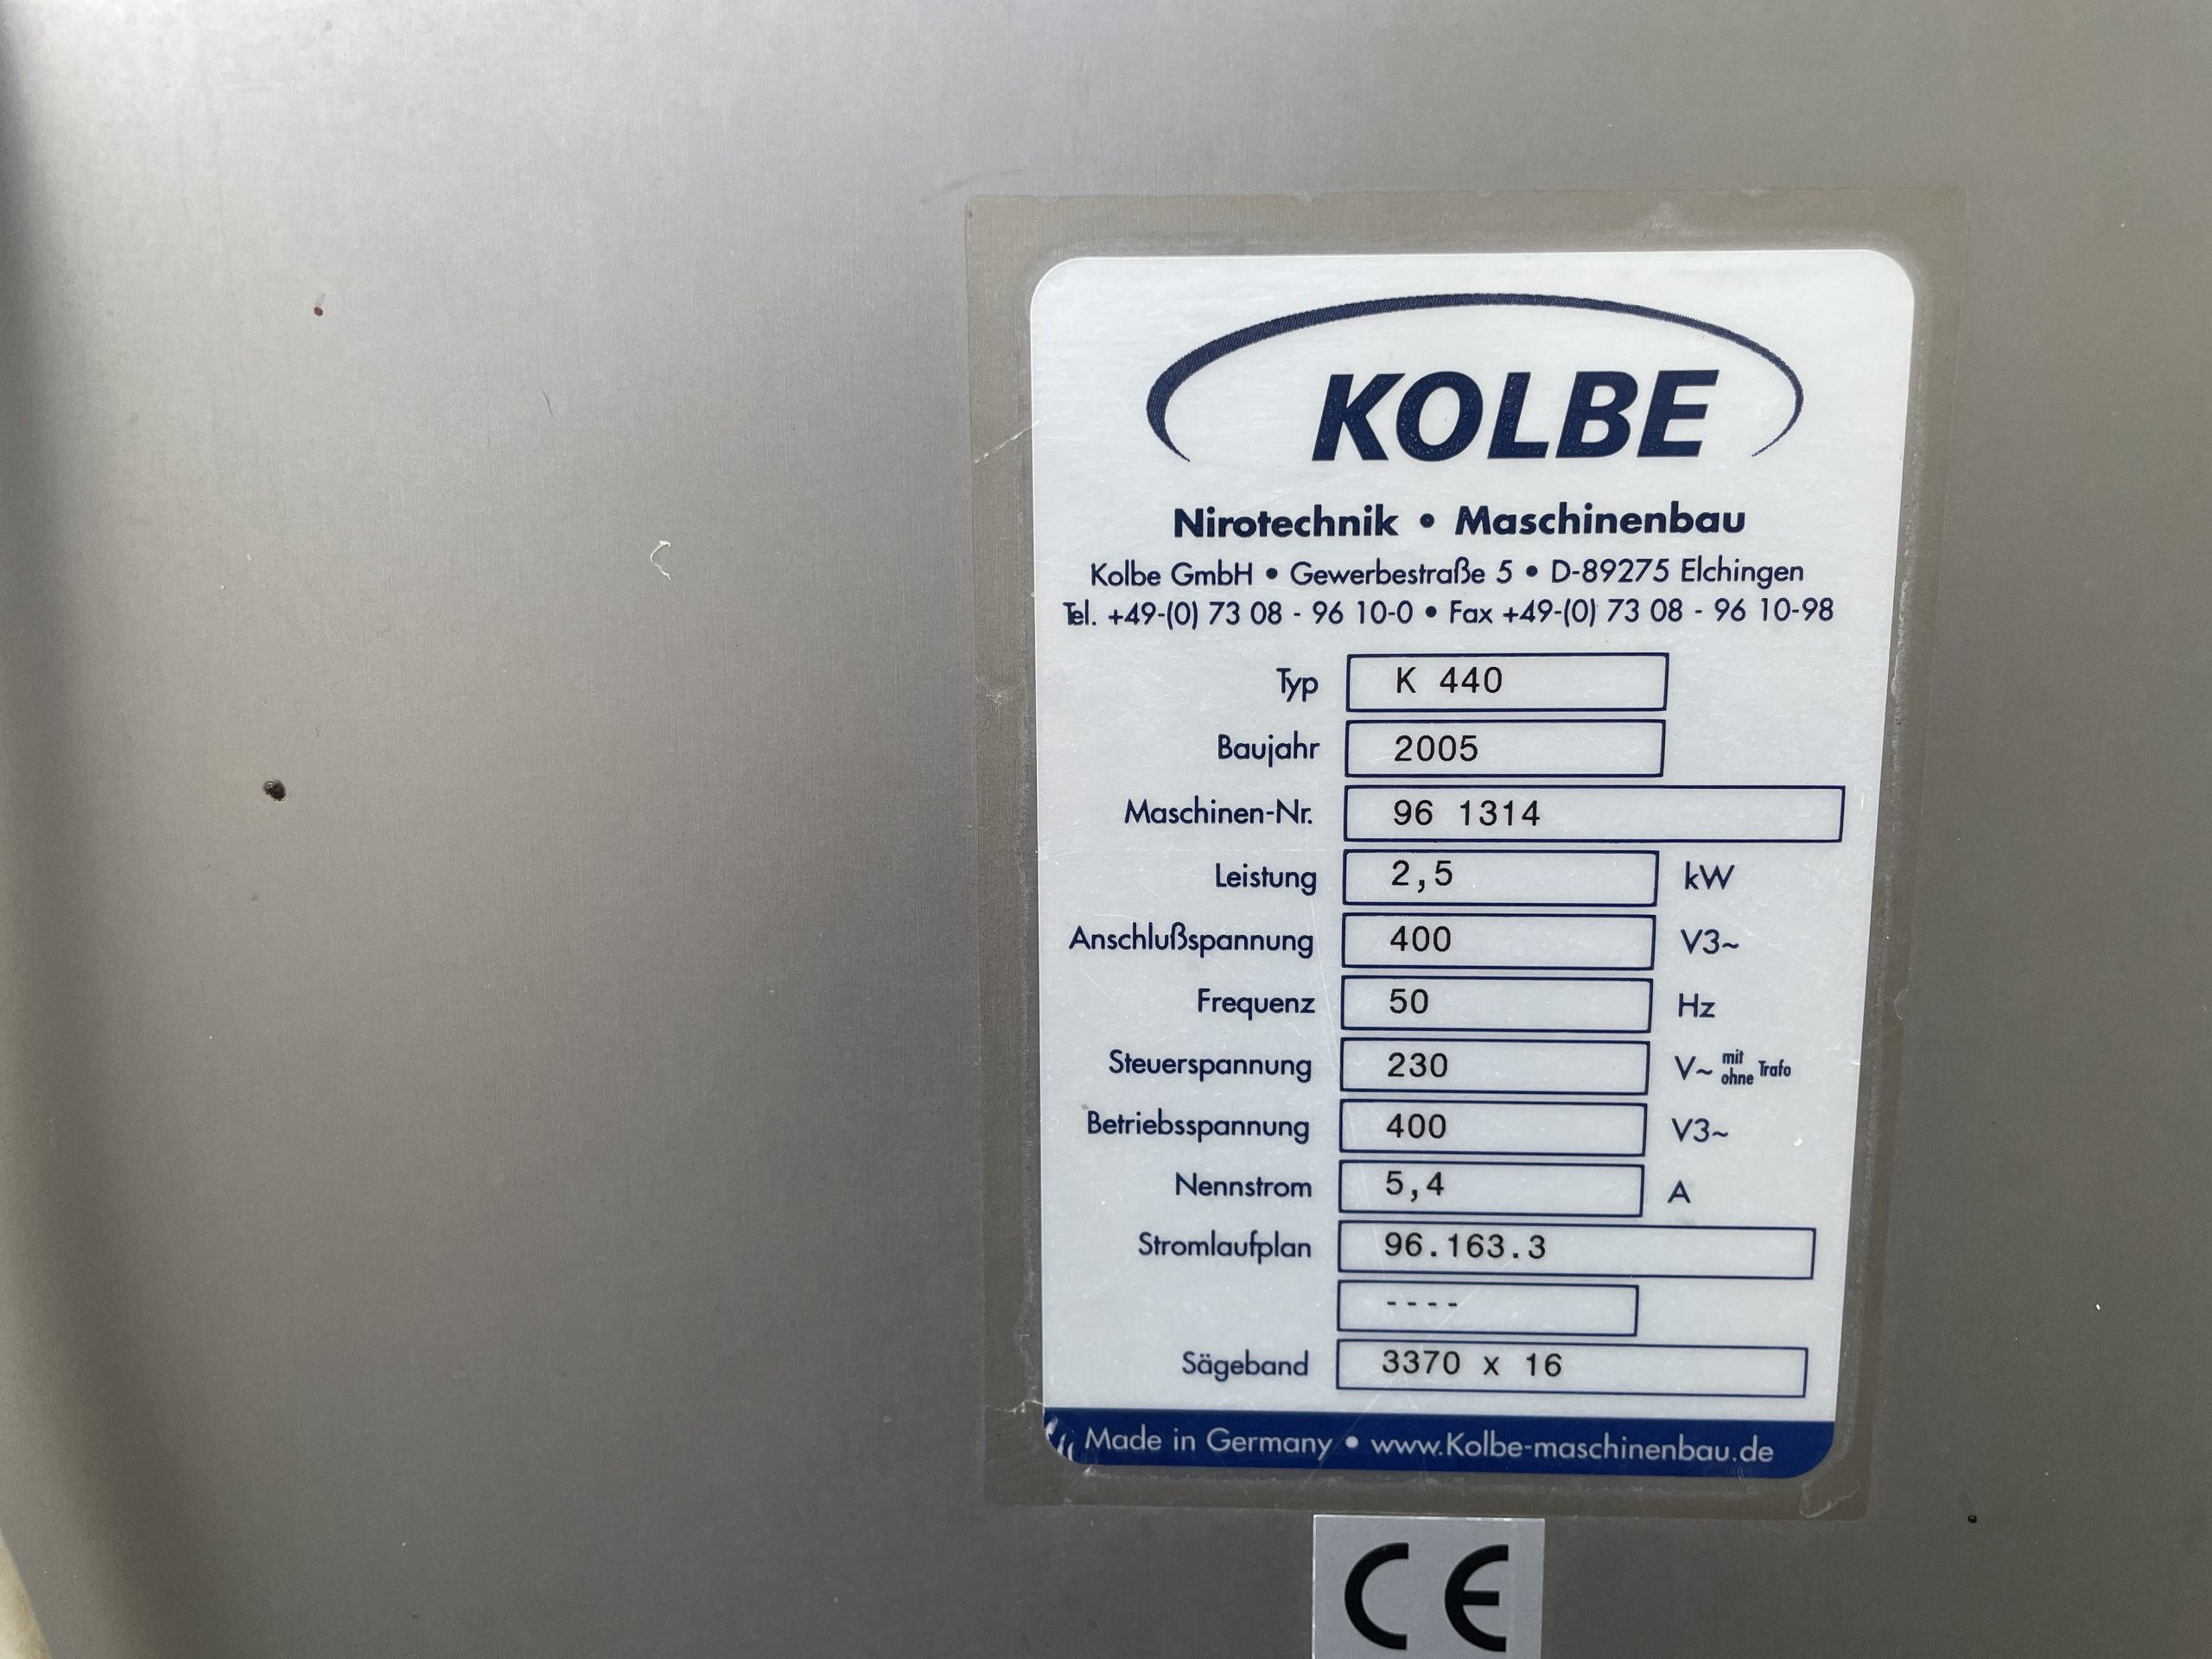 KOLBE
Nirotechnik • Maschinenbau
Kolbe GmbH • Gewerbestraße 5 • D-89275 Elchingen
Tel. +49-(0) 73 08 - 96 10-0 • Fax +49-(0) 73 08 - 96 10-98
Typ K 440
Baujahr 2005
Maschinen-Nr. 96 1314
Leistung 2,5 kW
Anschlußspannung 400 V3~
Frequenz 50 Hz
Steuerspannung 230 V~ mit ohne Trafo
Betriebsspannung 400 V3~
Nennstrom 5,4 A
Stromlaufplan 96.163.3
----
Sägeband 3370 x 16
Made in Germany • www.Kolbe-maschinenbau.de
CE